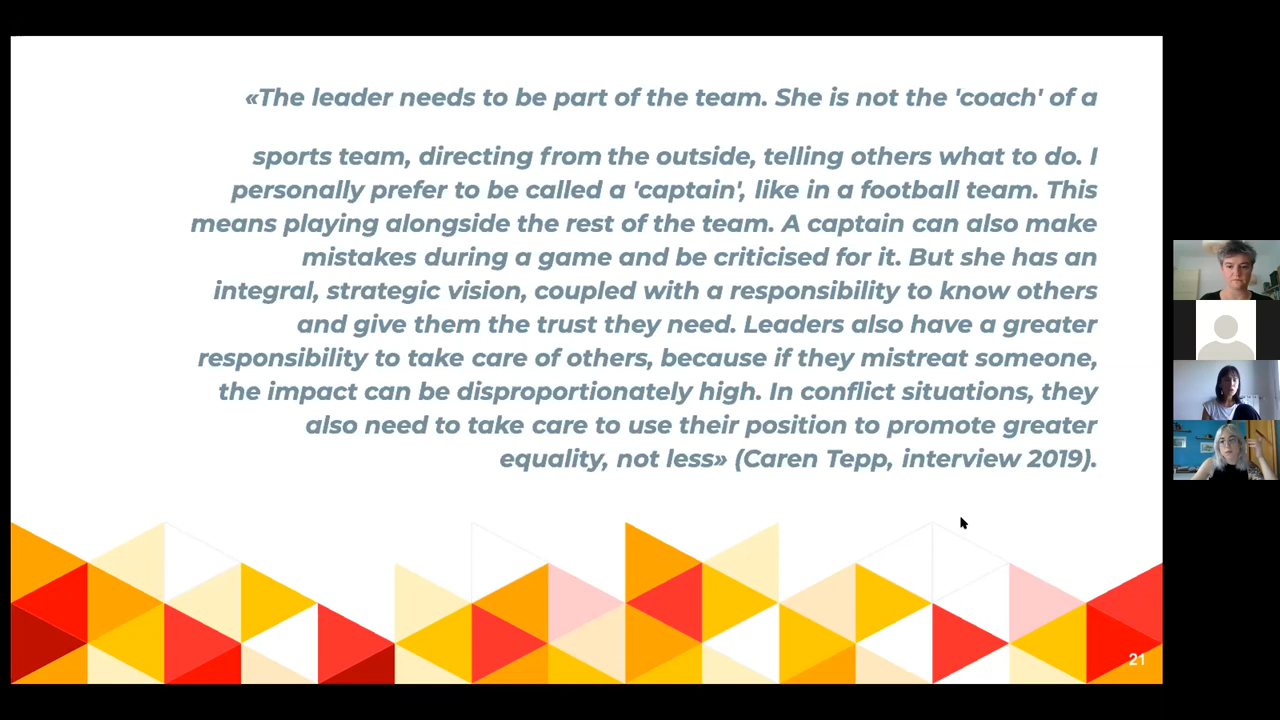 «The leader needs to be part of the team. She is not the 'coach' of a
sports team, directing from the outside, telling others what to do. I
personally prefer to be called a 'captain', like in a football team. This
means playing alongside the rest of the team. A captain can also make
mistakes during a game and be criticised for it. But she has an
integral, strategic vision, coupled with a responsibility to know others
and give them the trust they need. Leaders also have a greater
responsibility to take care of others, because if they mistreat someone,
the impact can be disproportionately high. In conflict situations, they
also need to take care to use their position to promote greater
equality, not less» (Caren Tepp, interview 2019).
21